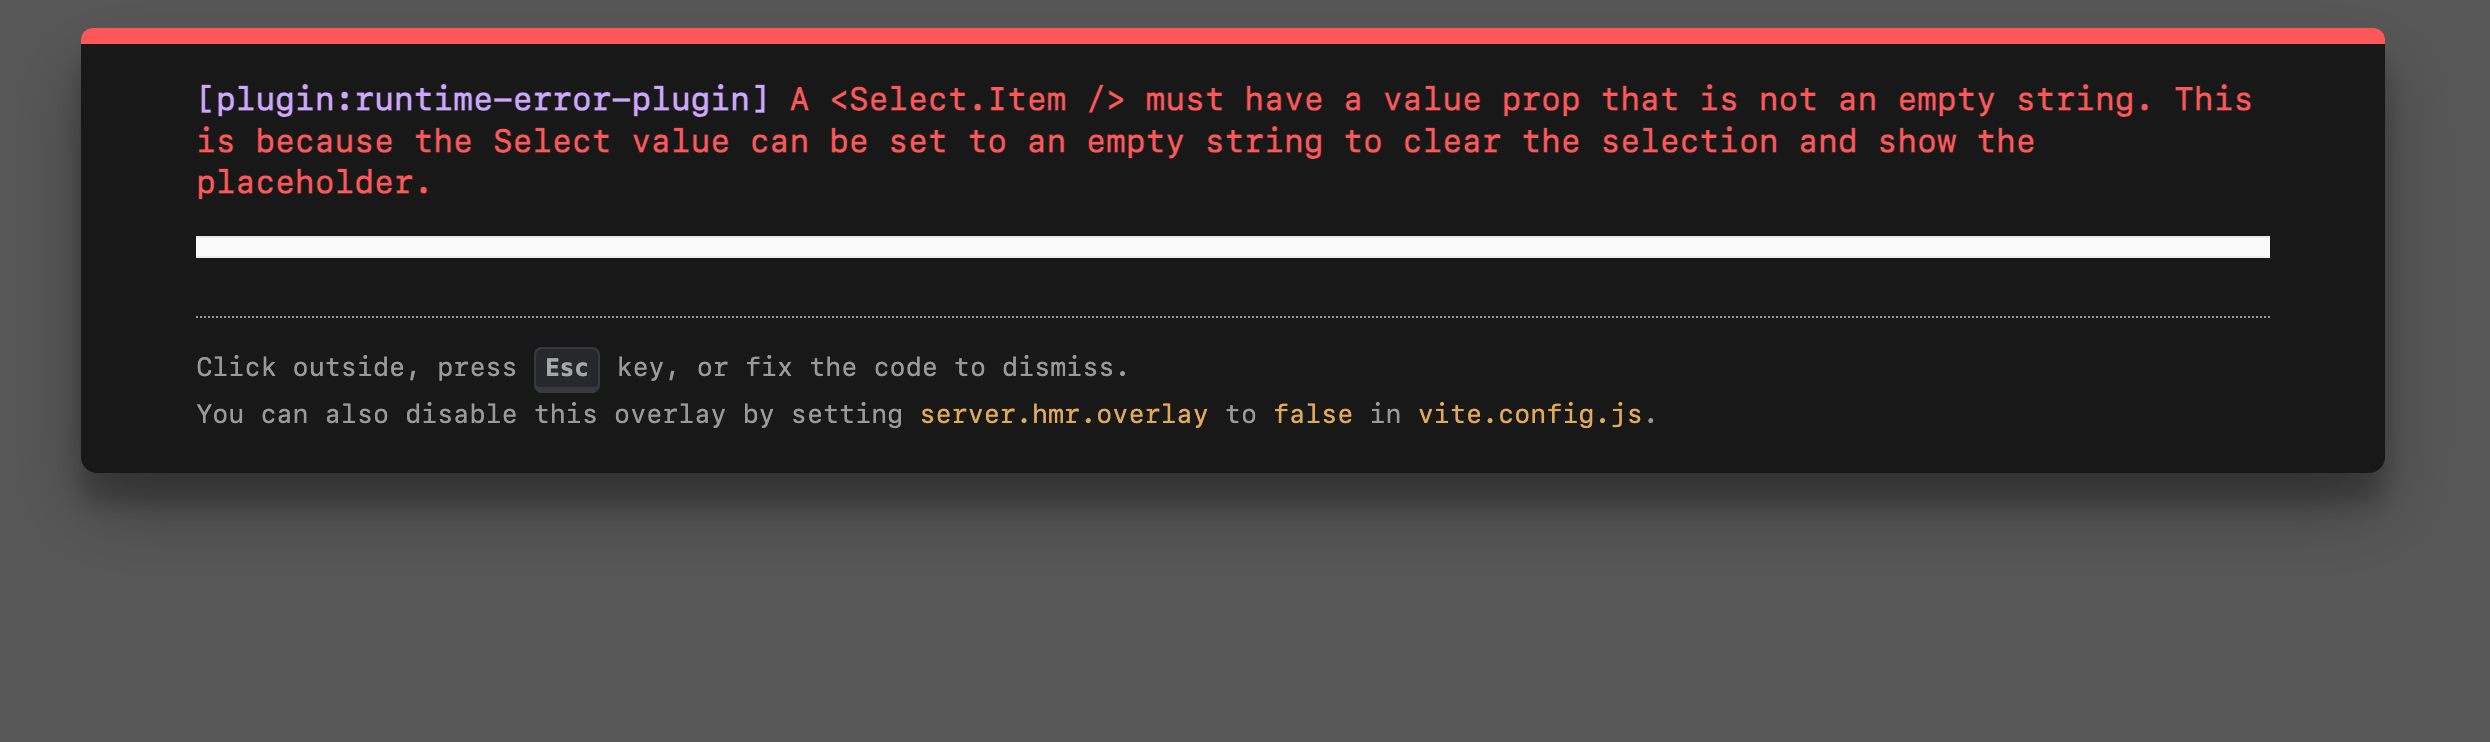 [plugin:runtime-error-plugin] A <Select.Item /> must have a value prop that is not an empty string. This
is because the Select value can be set to an empty string to clear the selection and show the
placeholder.
Click outside, press Esc key, or fix the code to dismiss.
You can also disable this overlay by setting server.hmr.overlay to false in vite.config.js.